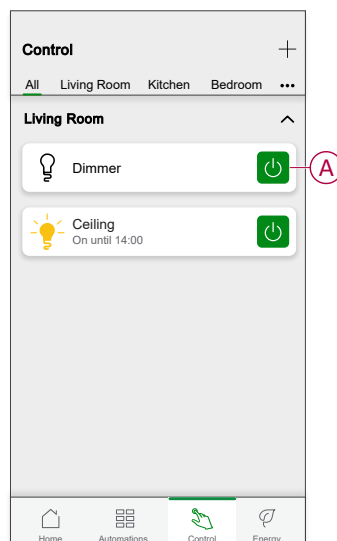 Control
All Living Room Kitchen Bedroom •••
Living Room
Dimmer
A
Ceiling
On until 14:00
Home Automations Control Energy